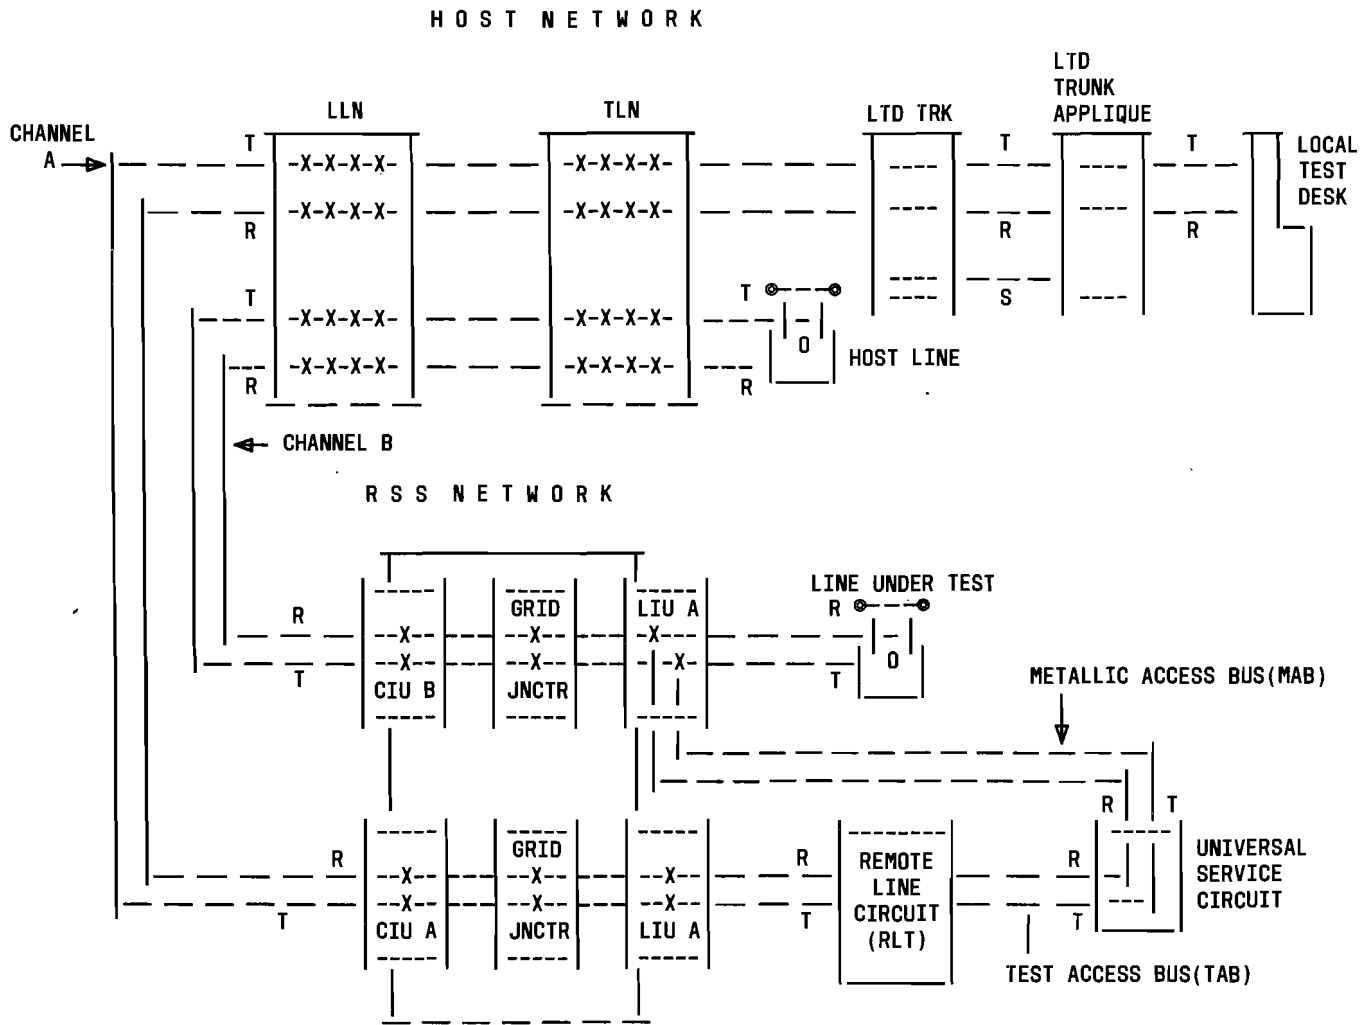 HOST NETWORK
LTD
TRUNK
APPLIQUE
LLN
TLN
LTD TRK
CHANNEL
A
T
-X-X-X-X-
-X-X-X-X-
T
T
LOCAL
TEST
DESK
R
-X-X-X-X-
-X-X-X-X-
R
R
T
-X-X-X-X-
-X-X-X-X-
T
S
O
HOST LINE
R
-X-X-X-X-
-X-X-X-X-
R
CHANNEL B
RSS NETWORK
LINE UNDER TEST
GRID
LIU A
R
R
--X--
--X--
-X---
T
--X--
--X--
--X-
T
O
CIU B
JNCTR
METALLIC ACCESS BUS(MAB)
R
T
GRID
R
--X--
--X--
--X--
R
REMOTE
LINE
CIRCUIT
(RLT)
R
UNIVERSAL
SERVICE
CIRCUIT
T
--X--
--X--
--X--
T
T
CIU A
JNCTR
LIU A
TEST ACCESS BUS(TAB)